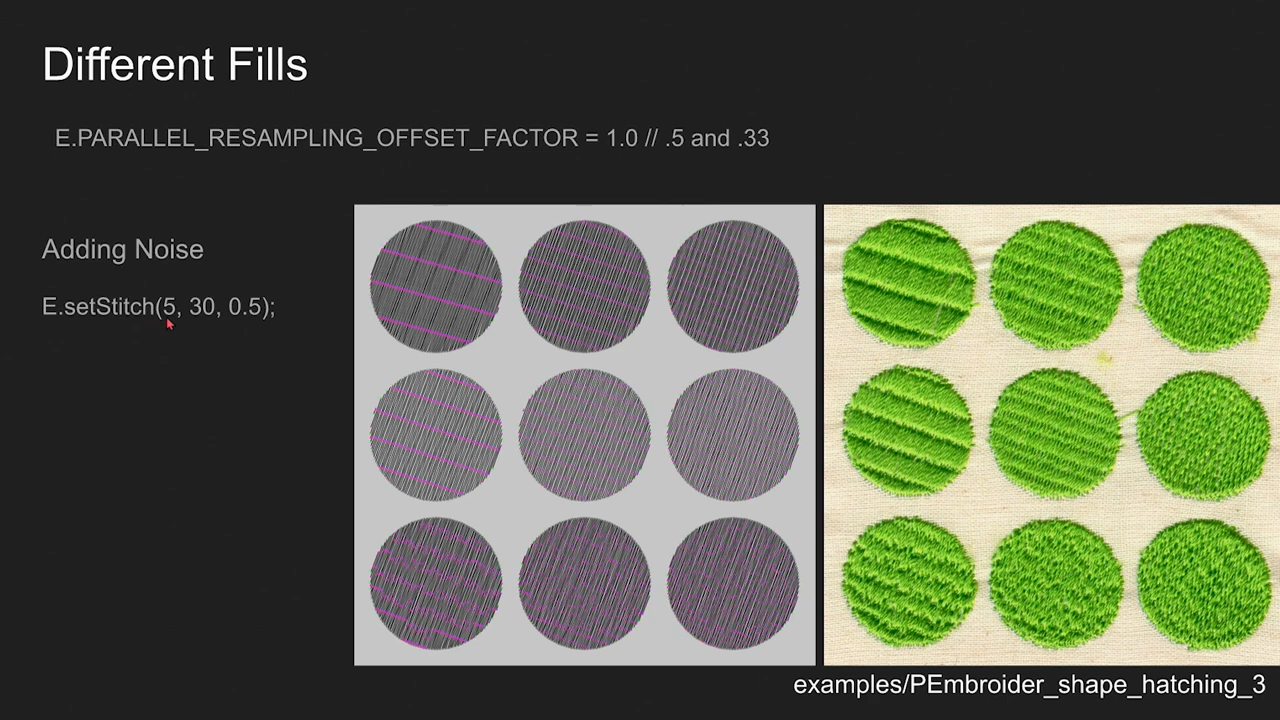 Different Fills
E.PARALLEL_RESAMPLING_OFFSET_FACTOR = 1.0 // .5 and .33
Adding Noise
E.setStitch(5, 30, 0.5);
examples/PEmbroider_shape_hatching_3